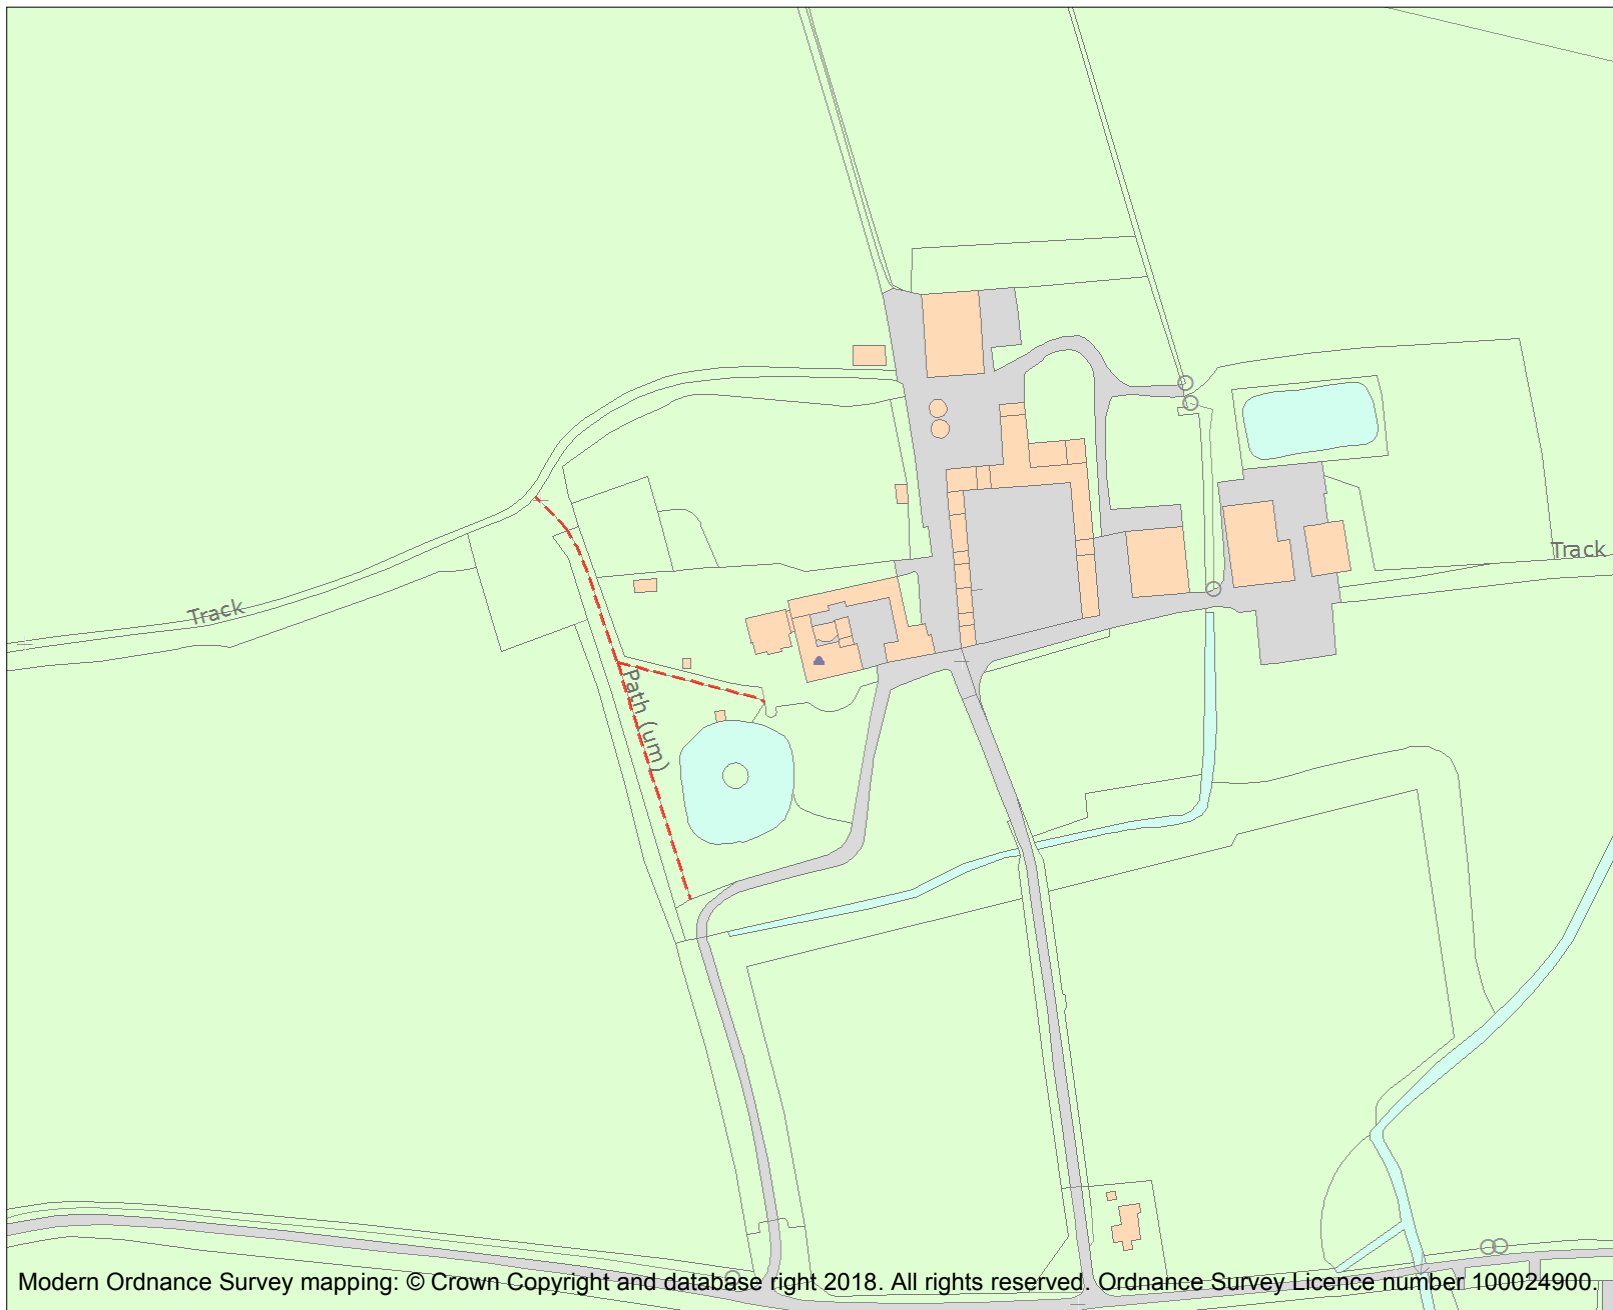 Track
Track
Path (um)
Modern Ordnance Survey mapping: © Crown Copyright and database right 2018. All rights reserved. Ordnance Survey Licence number 100024900.